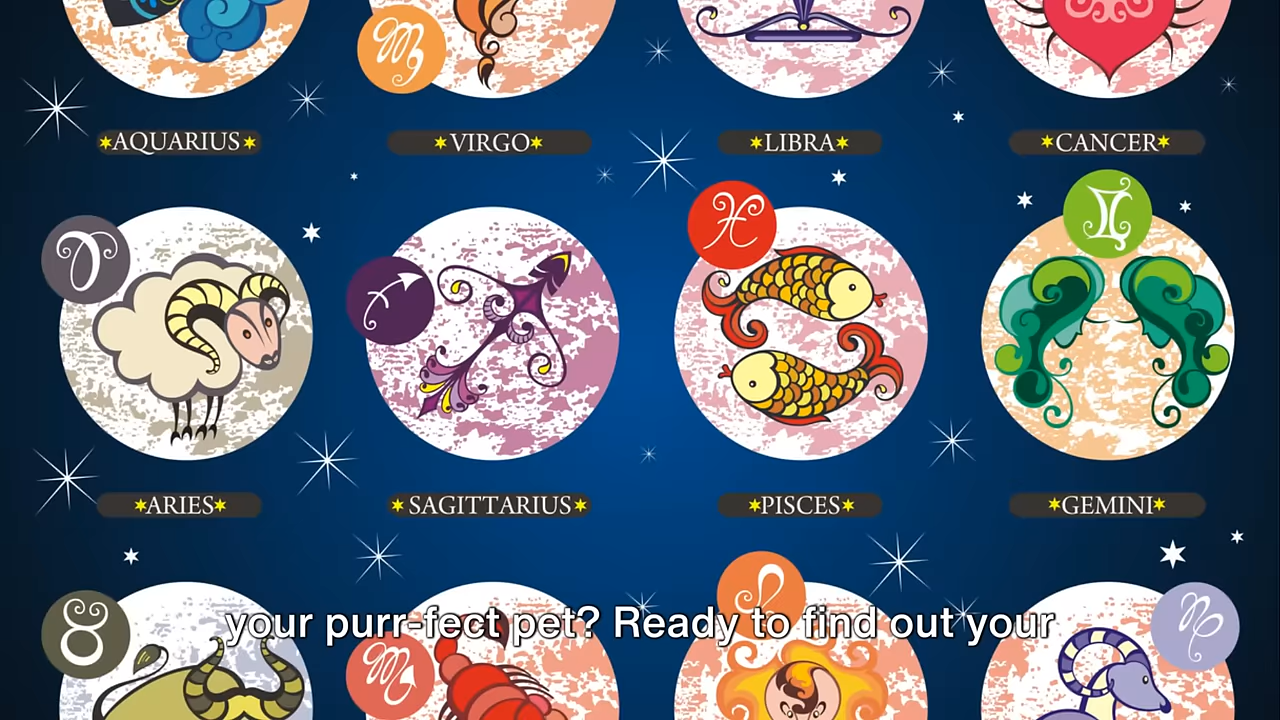 AQUARIUS
VIRGO
LIBRA
CANCER
ARIES
SAGITTARIUS
PISCES
GEMINI
your purr-fect pet? Ready to find out your